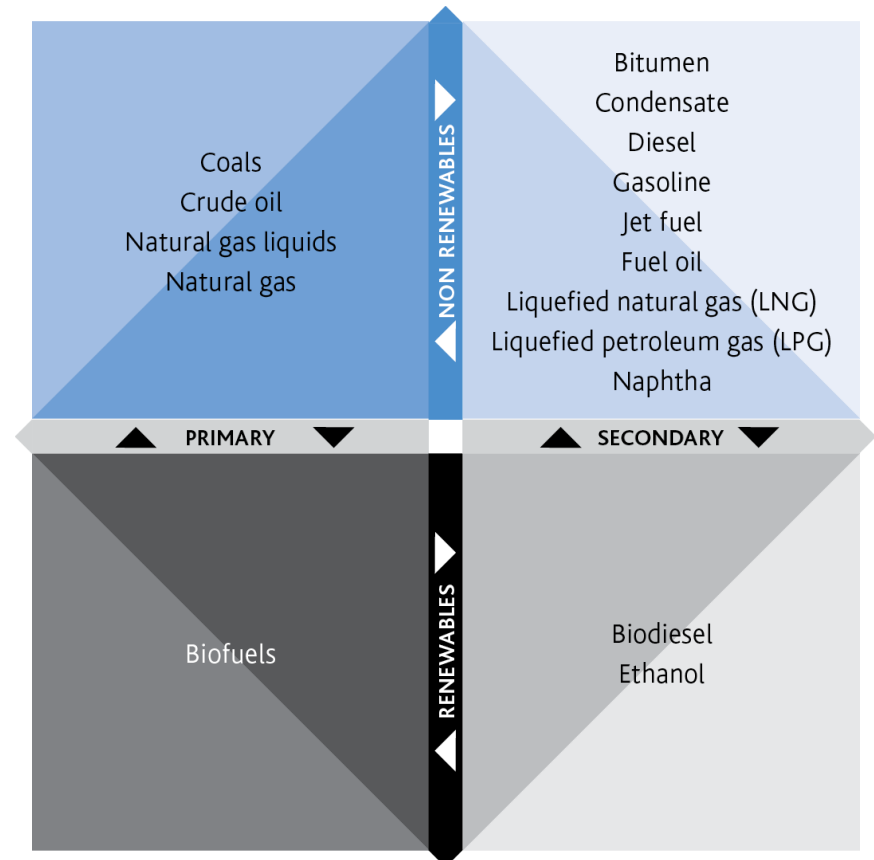 Coals
Crude oil
Natural gas liquids
Natural gas
NON RENEWABLES
Bitumen
Condensate
Diesel
Gasoline
Jet fuel
Fuel oil
Liquefied natural gas (LNG)
Liquefied petroleum gas (LPG)
Naphtha
PRIMARY
SECONDARY
Biofuels
RENEWABLES
Biodiesel
Ethanol